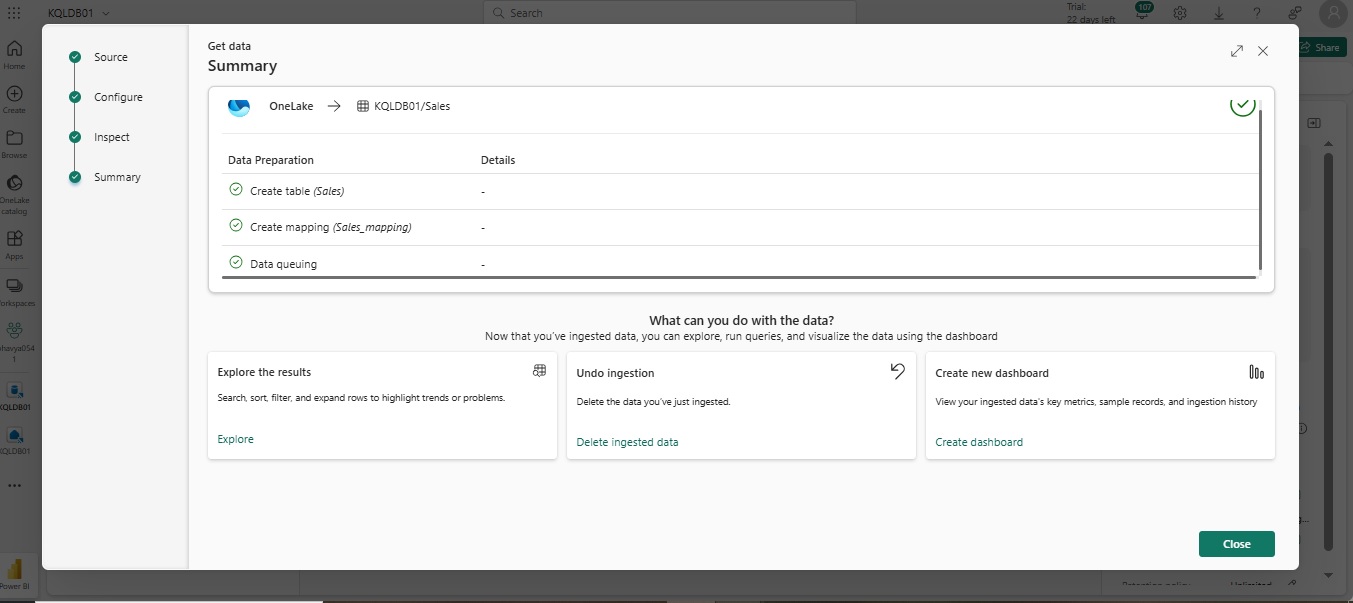 KQLDB01
Search
Trial:
22 days left
107
Home
Create
Browse
OneLake
catalog
Apps
KQLDB01
KQLDB01
Power BI
Share
Source
Configure
Inspect
Summary
Get data
Summary
OneLake → KQLDB01/Sales
Data Preparation Details
Create table (Sales) -
Create mapping (Sales_mapping) -
Data queuing -
What can you do with the data?
Now that you've ingested data, you can explore, run queries, and visualize the data using the dashboard
Explore the results
Search, sort, filter, and expand rows to highlight trends or problems.
Explore
Undo ingestion
Delete the data you've just ingested.
Delete ingested data
Create new dashboard
View your ingested data's key metrics, sample records, and ingestion history
Create dashboard
Close